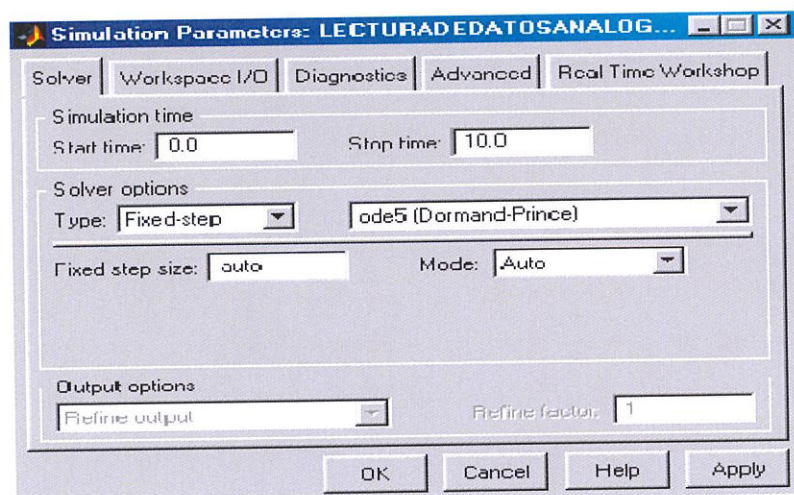 Simulation Parameters: LECTURADEDATOSANALOG...
Solver Workspace I/O Diagnostics Advanced Real Time Workshop
Simulation time
Start time: 0.0 Stop time: 10.0
Solver options
Type: Fixed-step ode5 (Dormand-Prince)
Fixed step size: auto Mode: Auto
Output options
Refine output Refine factor: 1
OK Cancel Help Apply